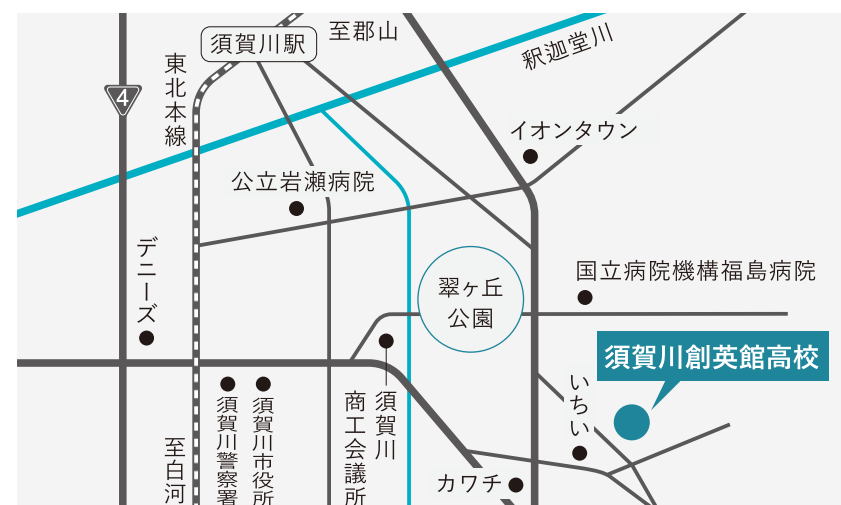 至郡山
須賀川駅
釈迦堂川
東北本線
4
イオンタウン
公立岩瀬病院
デニーズ
国立病院機構福島病院
翠ヶ丘
公園
須賀川創英館高校
いちい
須賀川
商工会議所
須賀川市役所
須賀川警察署
至白河
カワチ